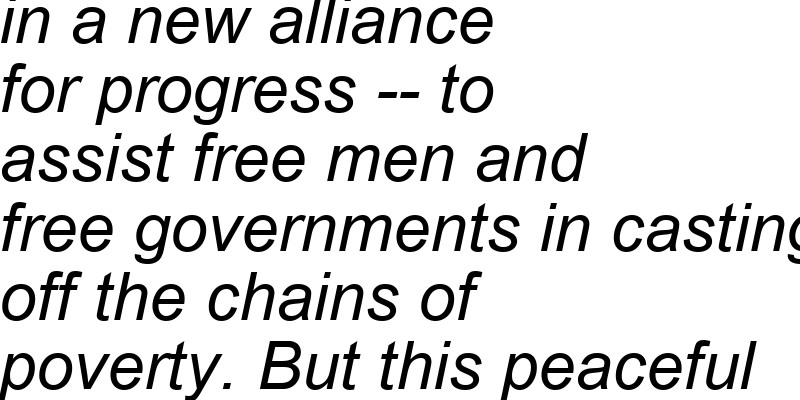 in a new alliance
for progress -- to
assist free men and
free governments in casting
off the chains of
poverty. But this peaceful